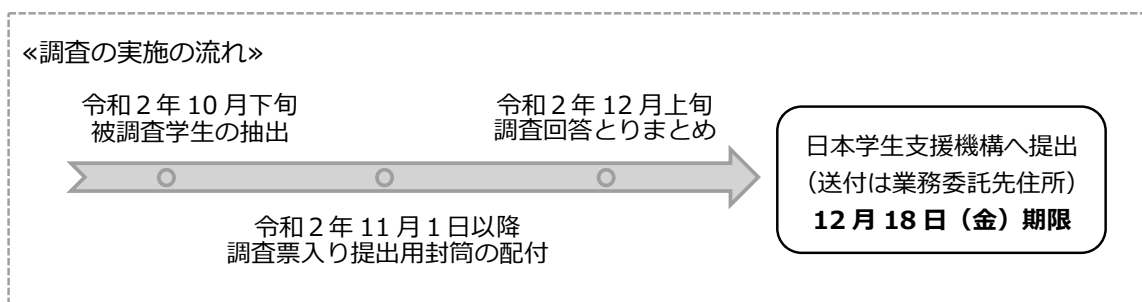 ≪調査の実施の流れ≫
令和２年 10 月下旬
被調査学生の抽出
令和２年 12 月上旬
調査回答とりまとめ
令和２年 11 月１日以降
調査票入り提出用封筒の配付
日本学生支援機構へ提出
（送付は業務委託先住所）
12 月 18 日（金）期限